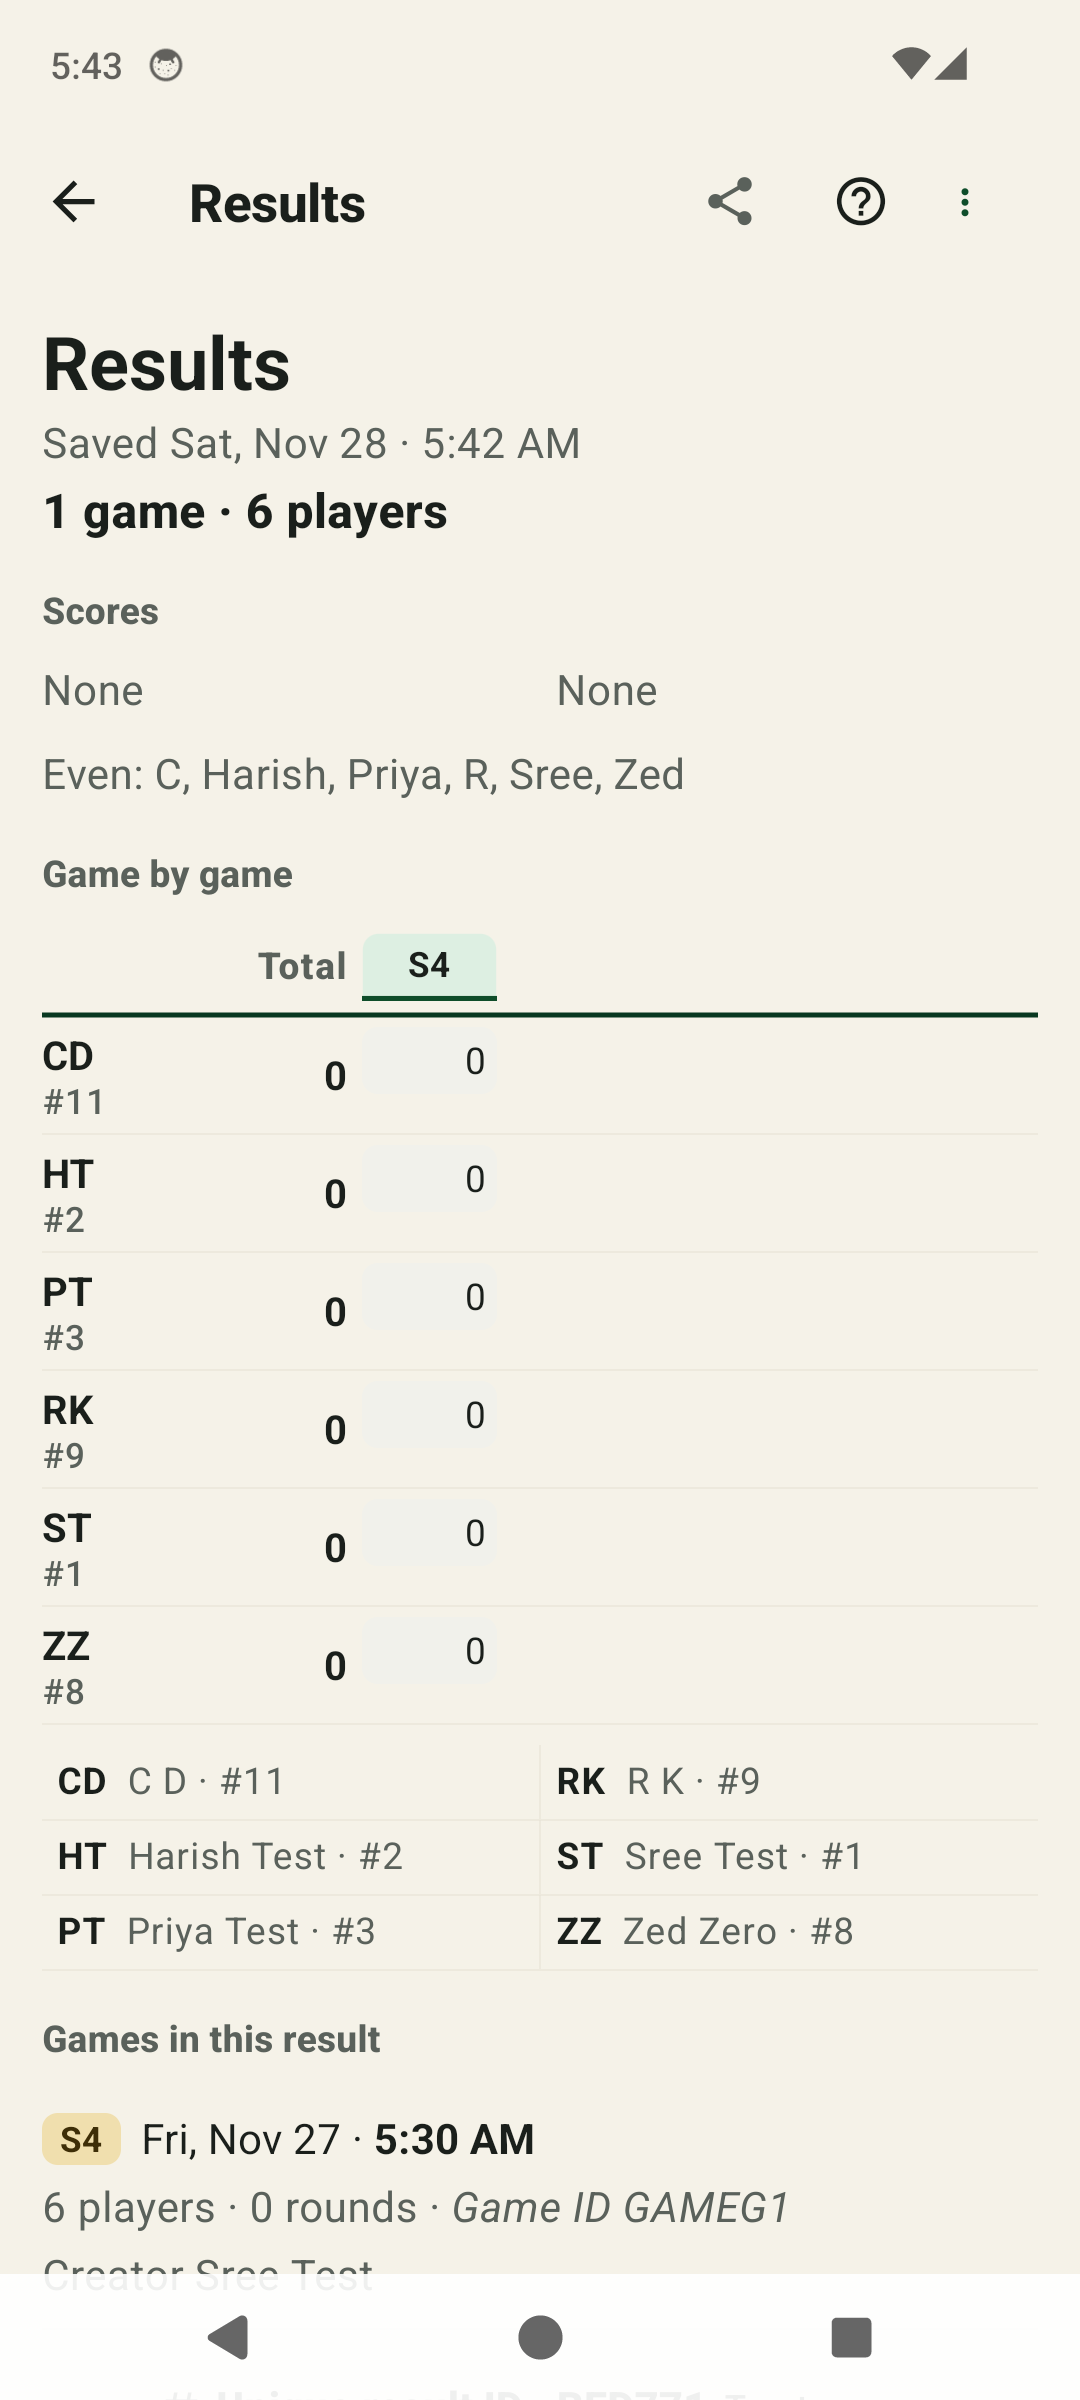 5:43
Results
Results
Saved Sat, Nov 28 · 5:42 AM
1 game · 6 players
Scores
None None
Even: C, Harish, Priya, R, Sree, Zed
Game by game
Total S4
CD 0 0
#11
HT 0 0
#2
PT 0 0
#3
RK 0 0
#9
ST 0 0
#1
ZZ 0 0
#8
CD C D · #11 RK R K · #9
HT Harish Test · #2 ST Sree Test · #1
PT Priya Test · #3 ZZ Zed Zero · #8
Games in this result
S4 Fri, Nov 27 · 5:30 AM
6 players · 0 rounds · Game ID GAMEG1
Creator Sree Test